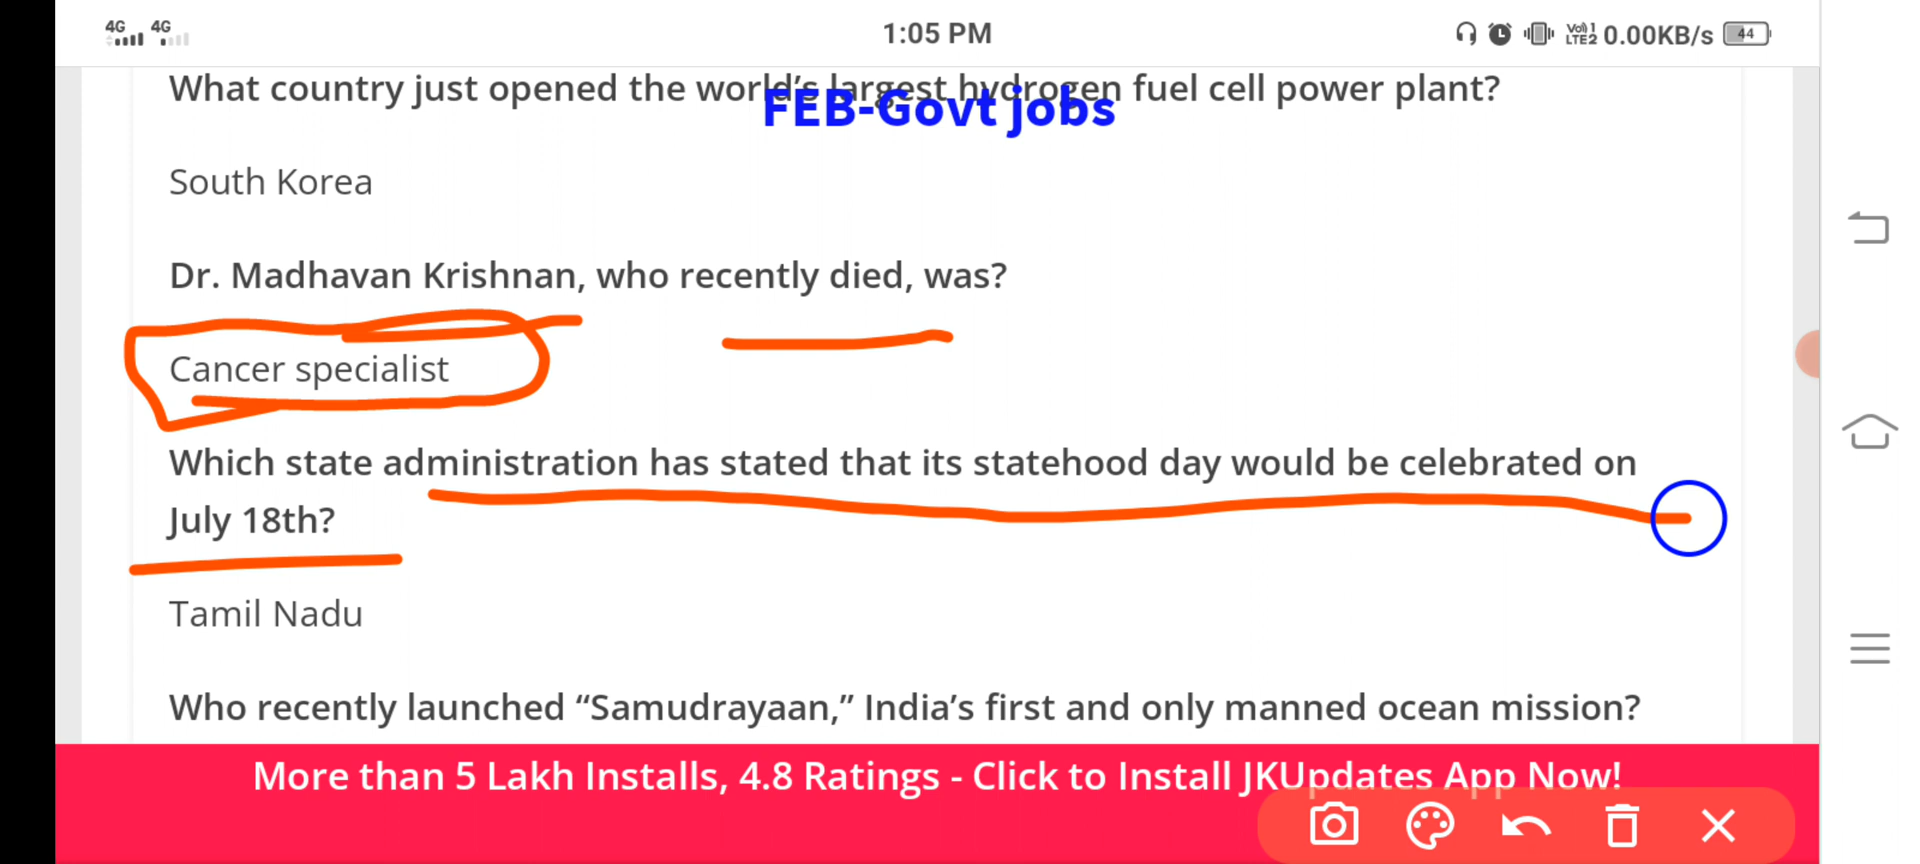 4G 4G 1:05 PM Vo) 1 LTE2 0.00KB/s 44
What country just opened the world's largest hydrogen fuel cell power plant?
FEB-Govt jobs
South Korea
Dr. Madhavan Krishnan, who recently died, was?
Cancer specialist
Which state administration has stated that its statehood day would be celebrated on
July 18th?
Tamil Nadu
Who recently launched “Samudrayaan,” India’s first and only manned ocean mission?
More than 5 Lakh Installs, 4.8 Ratings - Click to Install JKUpdates App Now!